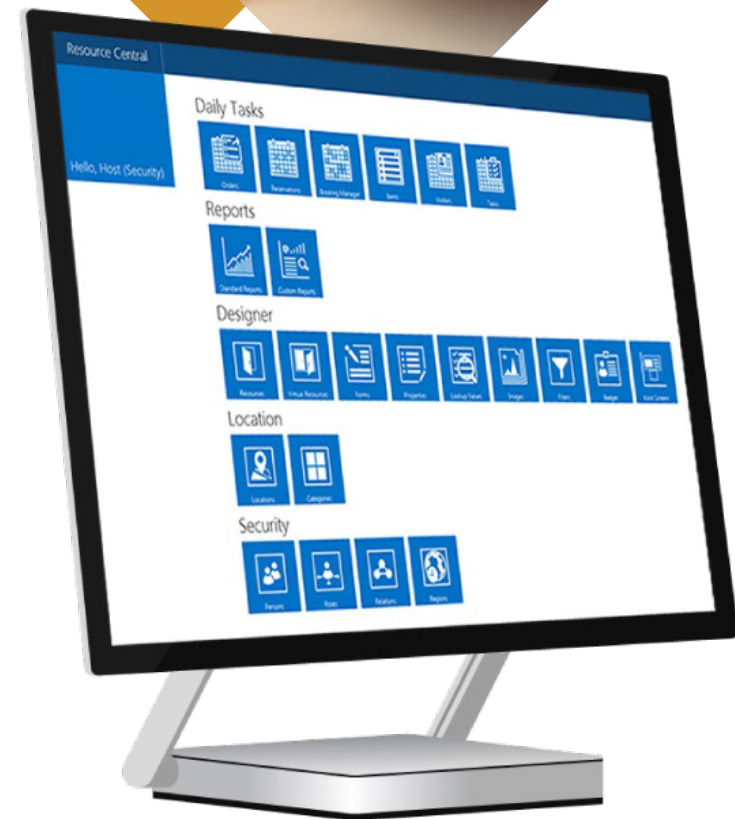 Resource Central
Hello, Host (Security)
Daily Tasks
Orders
Reservations
Booking Manager
Items
Visitors
Tasks
Reports
Standard Reports
Custom Reports
Designer
Resources
Virtual Resources
Forms
Properties
Lookup Values
Images
Filters
Badges
Kiosk Screens
Location
Locations
Categories
Security
Persons
Roles
Relations
Regions